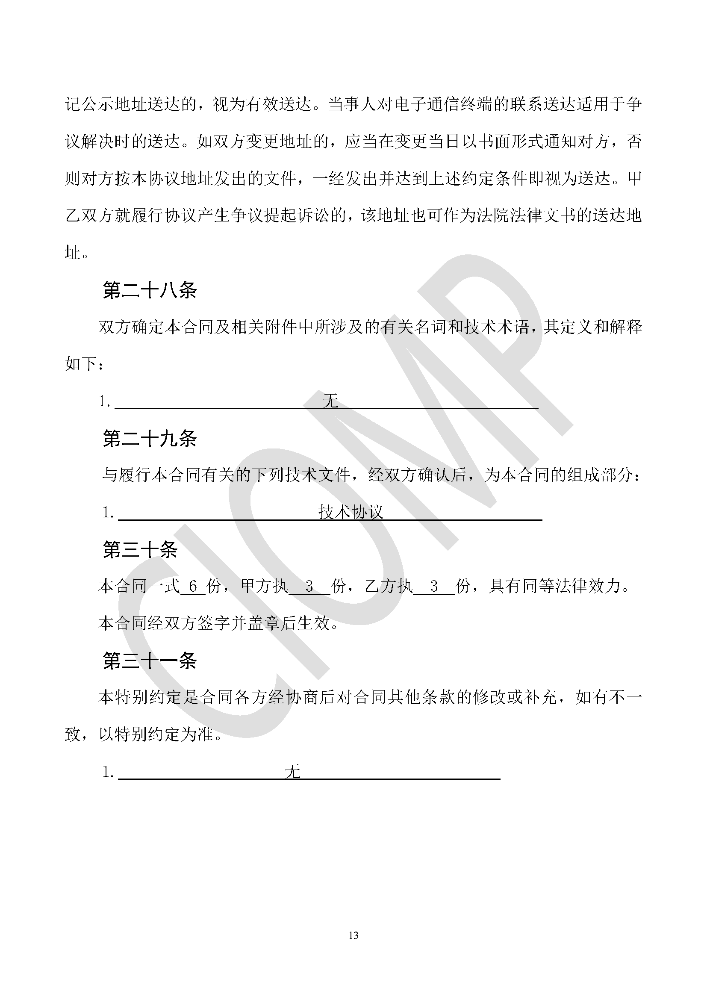 记公示地址送达的，视为有效送达。当事人对电子通信终端的联系送达适用于争
议解决时的送达。如双方变更地址的，应当在变更当日以书面形式通知对方，否
则对方按本协议地址发出的文件，一经发出并达到上述约定条件即视为送达。甲
乙双方就履行协议产生争议提起诉讼的，该地址也可作为法院法律文书的送达地
址。
第二十八条
双方确定本合同及相关附件中所涉及的有关名词和技术术语，其定义和解释
如下：
1. 无
第二十九条
与履行本合同有关的下列技术文件，经双方确认后，为本合同的组成部分：
1. 技术协议
第三十条
本合同一式 6 份，甲方执 3 份，乙方执 3 份，具有同等法律效力。
本合同经双方签字并盖章后生效。
第三十一条
本特别约定是合同各方经协商后对合同其他条款的修改或补充，如有不一
致，以特别约定为准。
1. 无
13
CIOMP